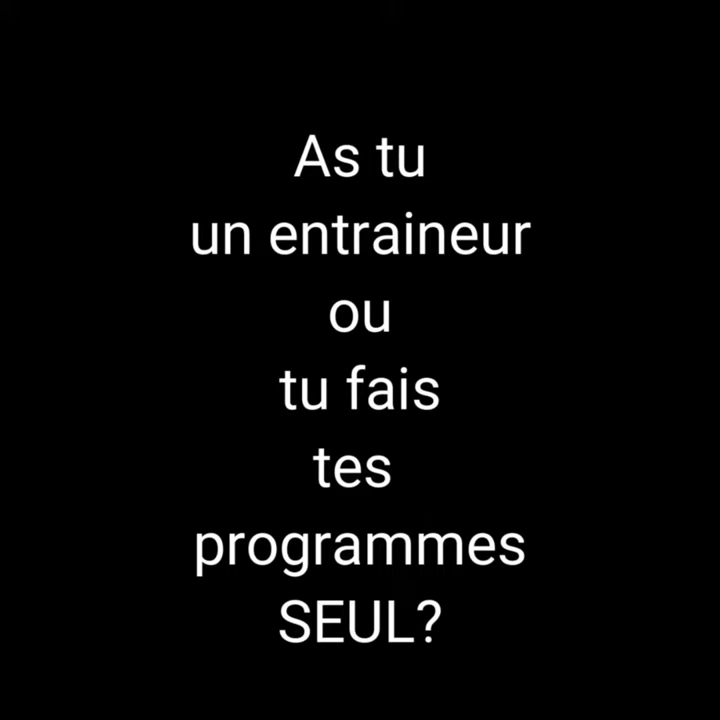 As tu
un entraineur
ou
tu fais
tes
programmes
SEUL?